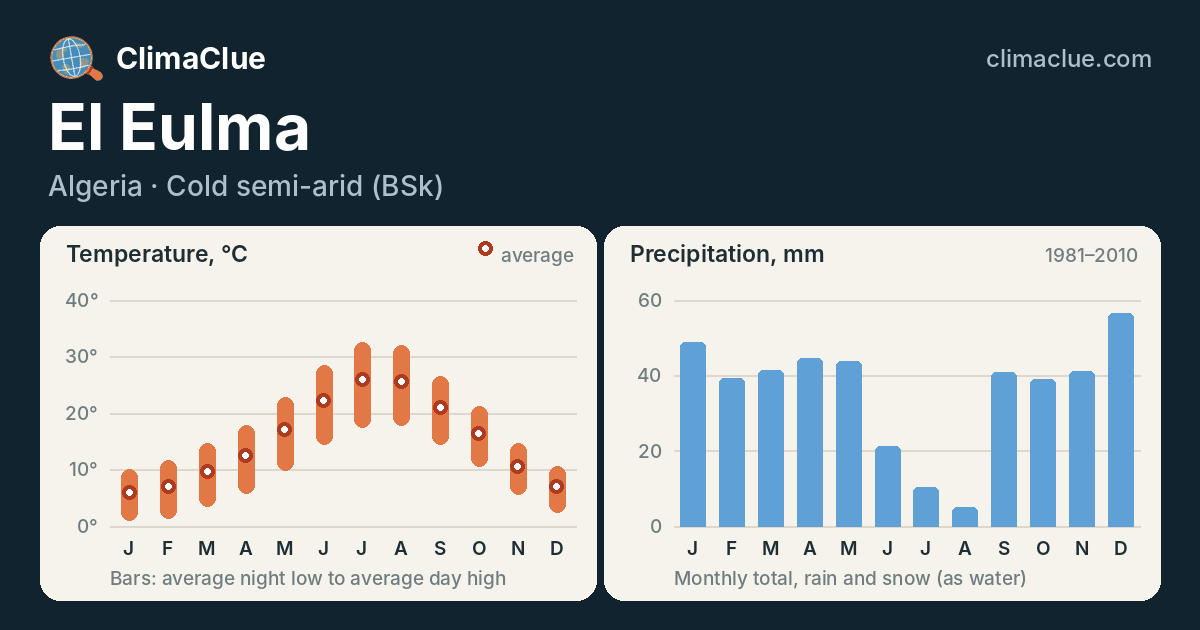 ClimaClue
climaclue.com
El Eulma
Algeria · Cold semi-arid (BSk)
Temperature, °C
average
40°
30°
20°
10°
0°
J F M A M J J A S O N D
Bars: average night low to average day high
Precipitation, mm
1981–2010
60
40
20
0
J F M A M J J A S O N D
Monthly total, rain and snow (as water)